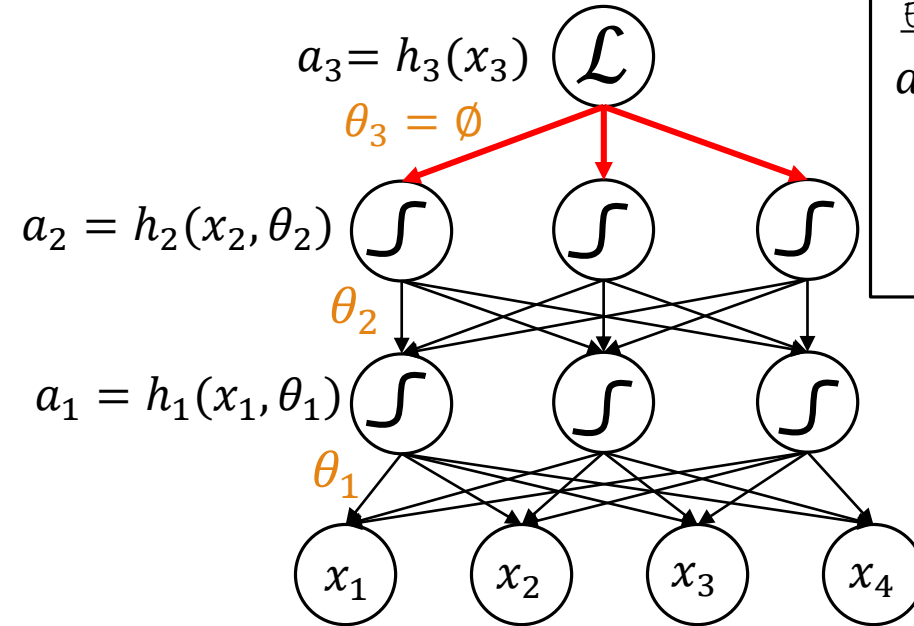 a₃= h₃(x₃) ℒ
θ₃ = ∅
a₂ = h₂(x₂, θ₂)
θ₂
a₁ = h₁(x₁, θ₁)
θ₁
x₁ x₂ x₃ x₄